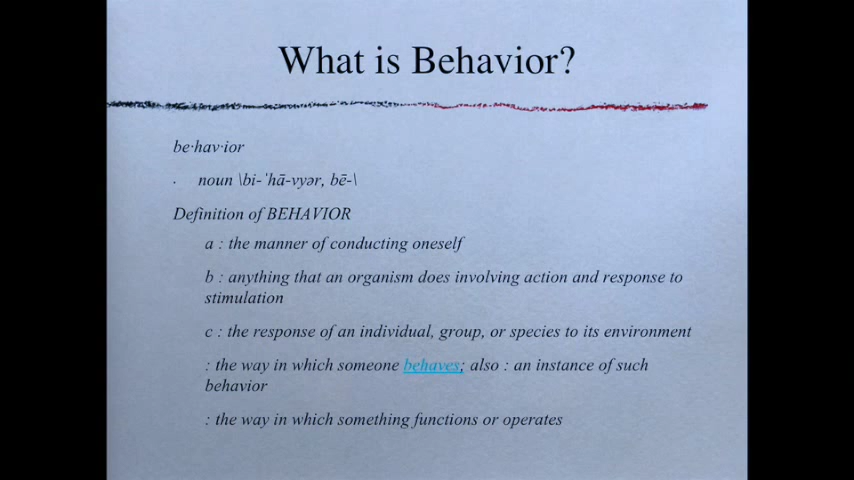 What is Behavior?
be·hav·ior
· noun \bi-ˈhā-vyər, bē-\
Definition of BEHAVIOR
a : the manner of conducting oneself
b : anything that an organism does involving action and response to
stimulation
c : the response of an individual, group, or species to its environment
: the way in which someone behaves; also : an instance of such
behavior
: the way in which something functions or operates